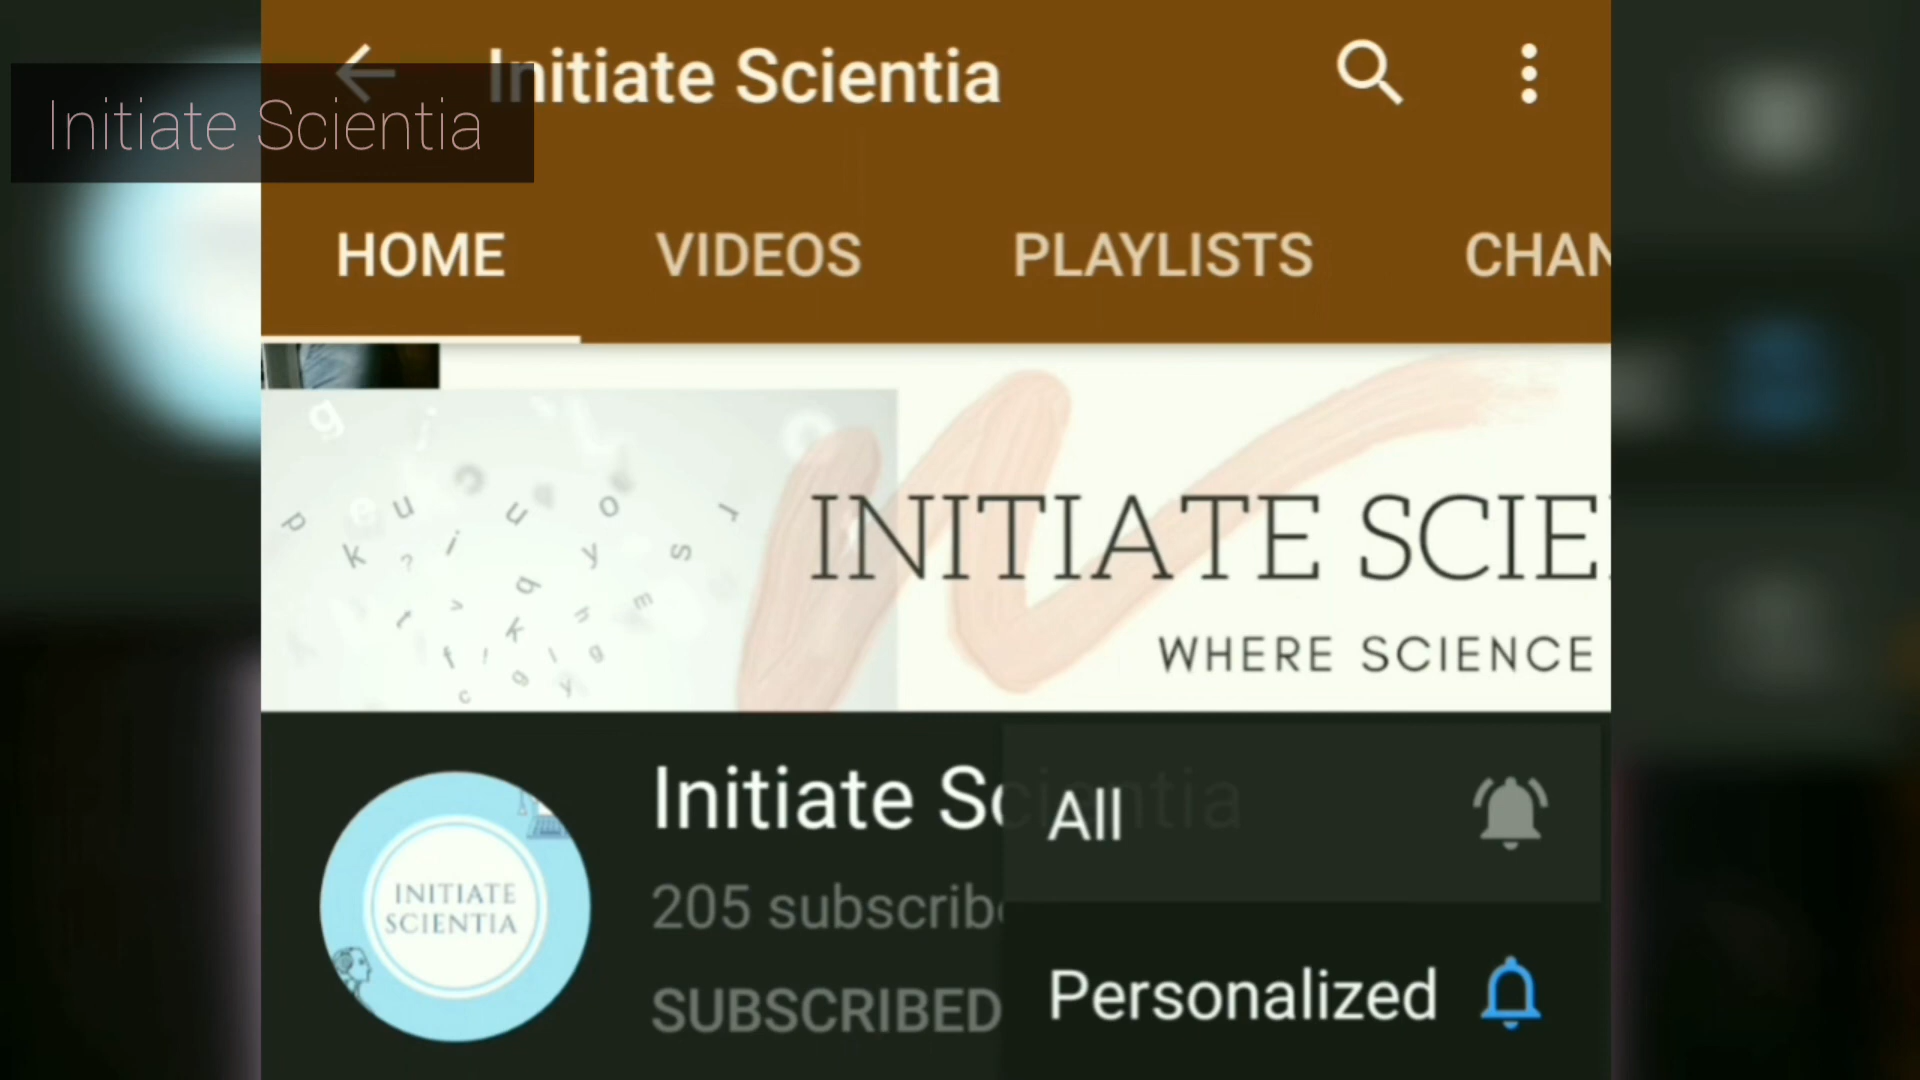 Initiate Scientia
Initiate Scientia
HOME VIDEOS PLAYLISTS CHAN
INITIATE SCIE
WHERE SCIENCE
INITIATE
SCIENTIA
Initiate Scientia
205 subscrib
SUBSCRIBED
All
Personalized